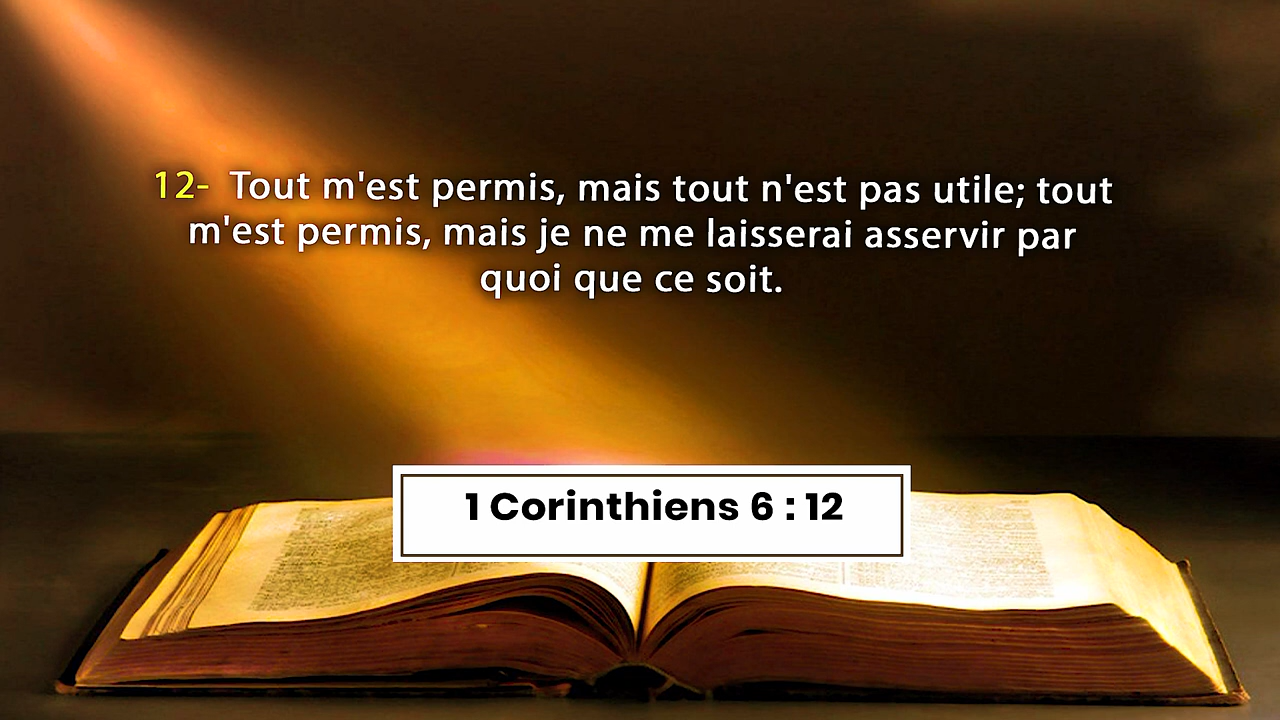 12- Tout m'est permis, mais tout n'est pas utile; tout
m'est permis, mais je ne me laisserai asservir par
quoi que ce soit.
1 Corinthiens 6 : 12